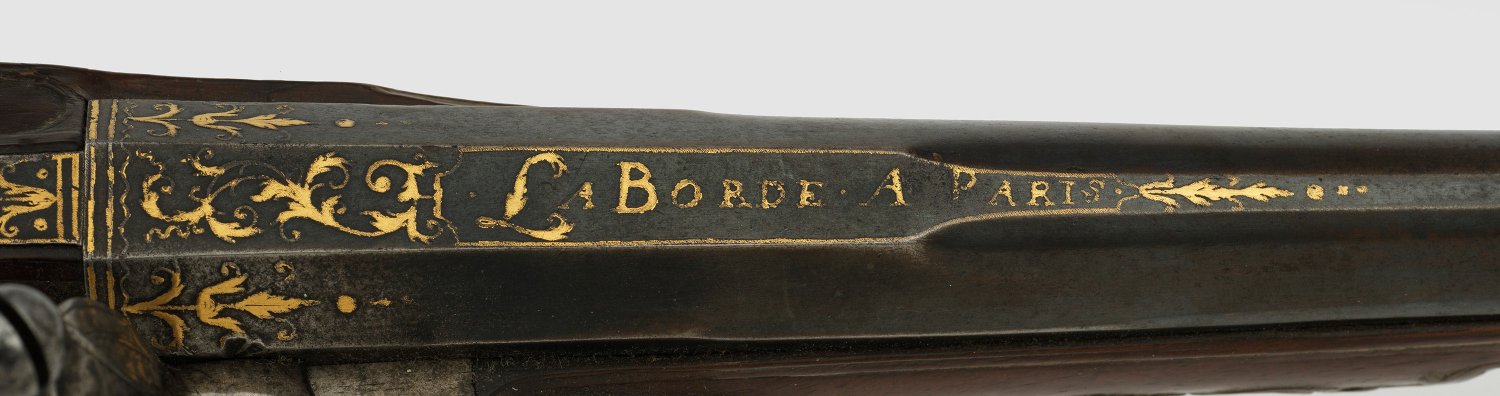 LA BORDE · A PARIS ·